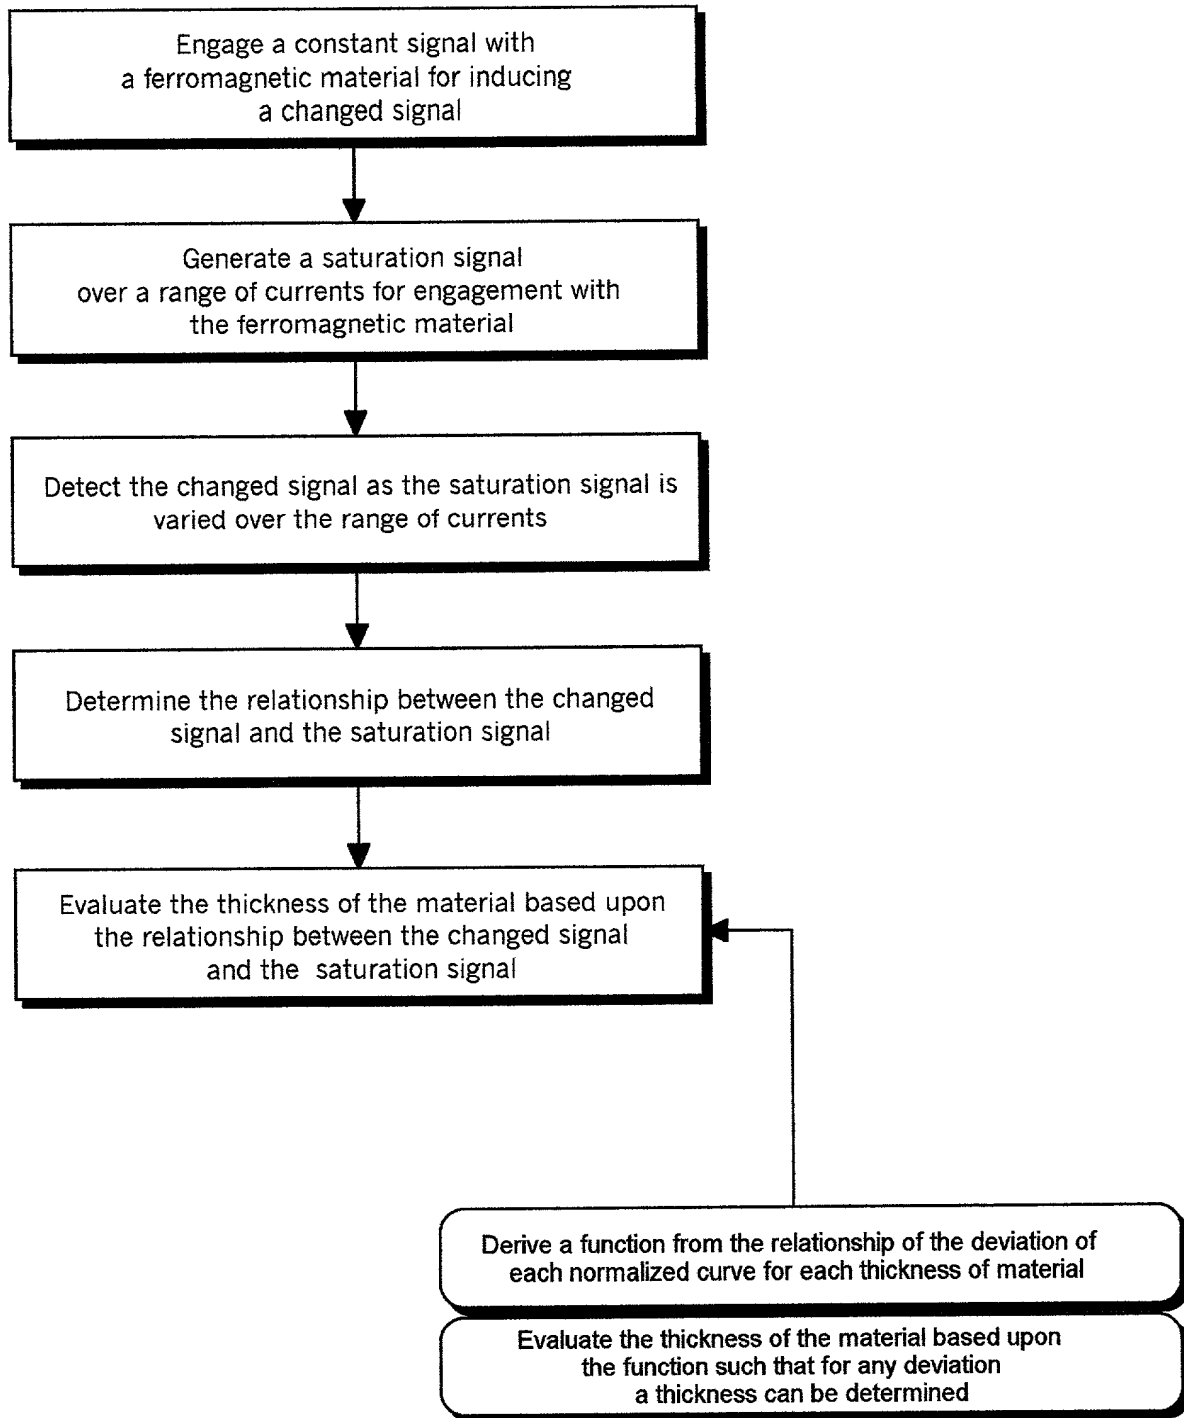 Engage a constant signal with
a ferromagnetic material for inducing
a changed signal
Generate a saturation signal
over a range of currents for engagement with
the ferromagnetic material
Detect the changed signal as the saturation signal is
varied over the range of currents
Determine the relationship between the changed
signal and the saturation signal
Evaluate the thickness of the material based upon
the relationship between the changed signal
and the saturation signal
Derive a function from the relationship of the deviation of
each normalized curve for each thickness of material
Evaluate the thickness of the material based upon
the function such that for any deviation
a thickness can be determined